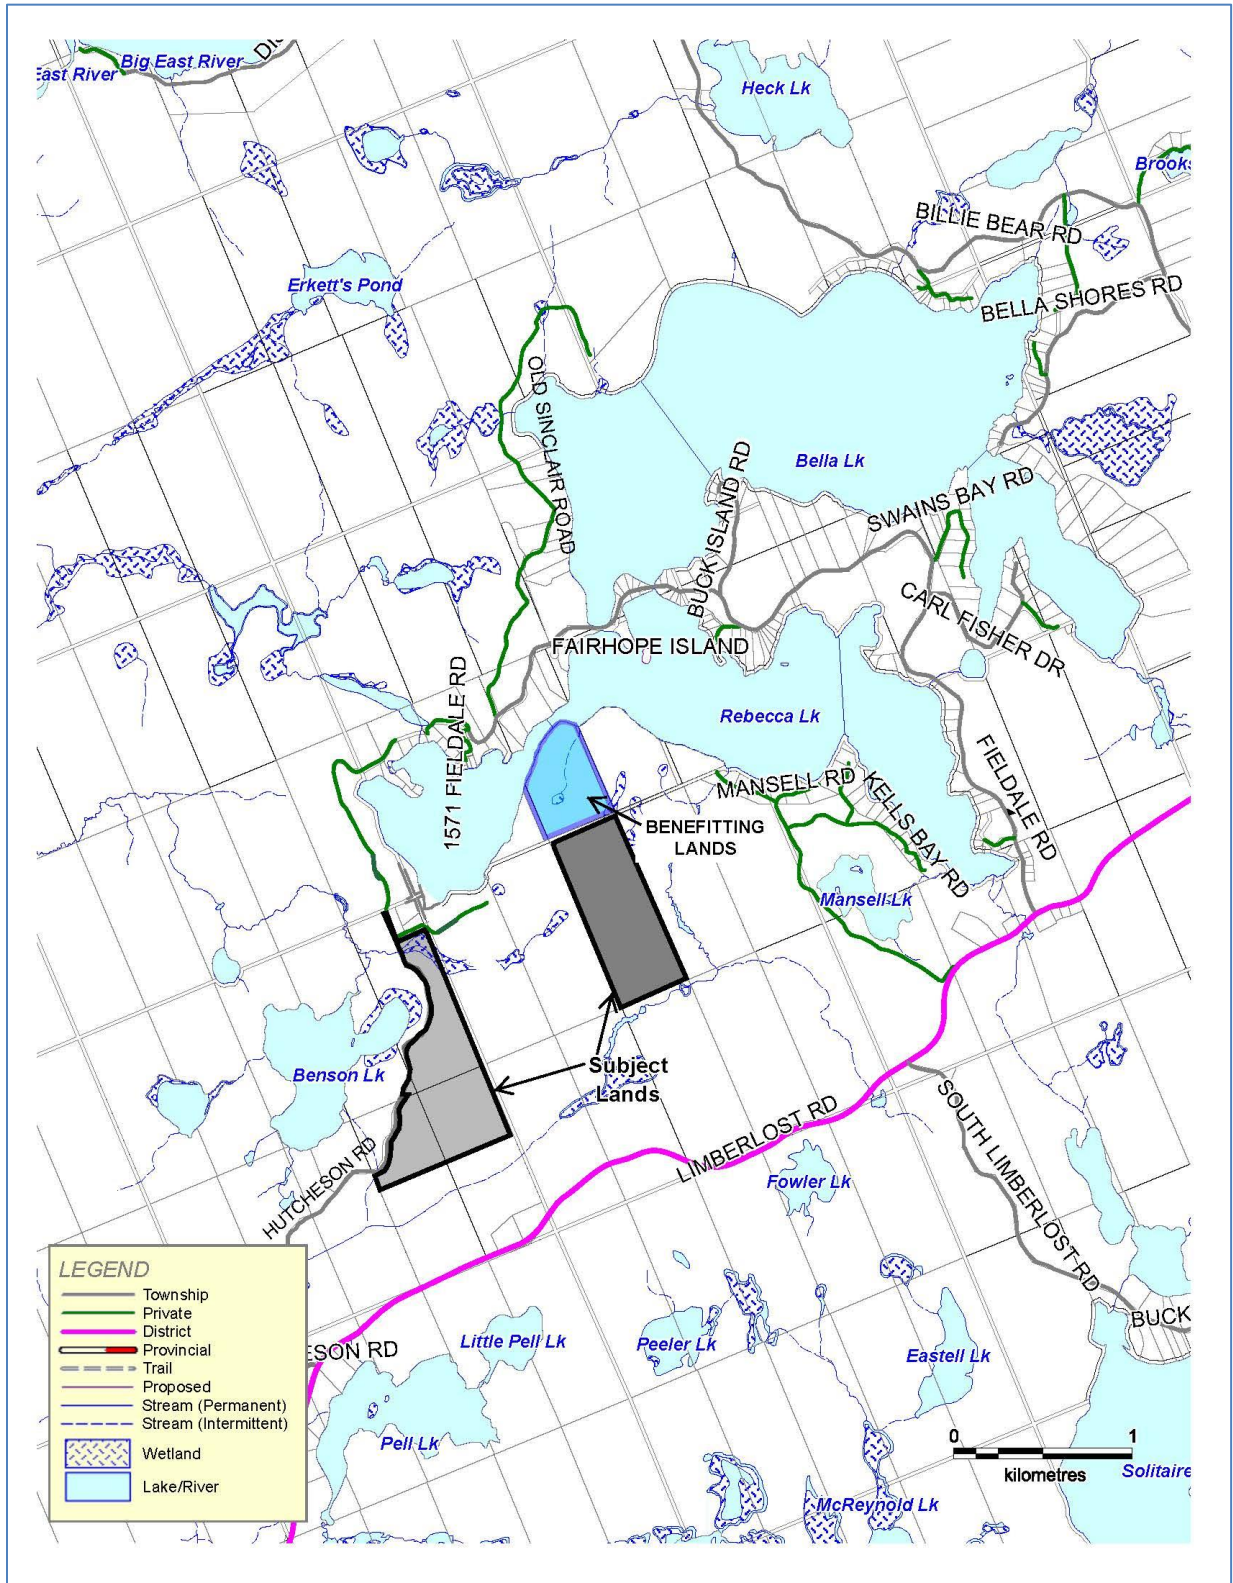 Big East River
East River
Heck Lk
Brooks
BILLIE BEAR RD
BELLA SHORES RD
Erkett's Pond
OLD SINCLAIR ROAD
Bella Lk
BUCK ISLAND RD
SWAINS BAY RD
CARL FISHER DR
FAIRHOPE ISLAND
1571 FIELDALE RD
Rebecca Lk
MANSELL RD
KELLS BAY RD
FIELDALE RD
BENEFITTING
LANDS
Mansell Lk
Benson Lk
Subject
Lands
HUTCHESON RD
LIMBERLOST RD
SOUTH LIMBERLOST RD
Fowler Lk
BUCK
ESON RD
Little Pell Lk
Peeler Lk
Eastell Lk
Pell Lk
McReynold Lk
Solitaire
0 1
kilometres
LEGEND
Township
Private
District
Provincial
Trail
Proposed
Stream (Permanent)
Stream (Intermittent)
Wetland
Lake/River